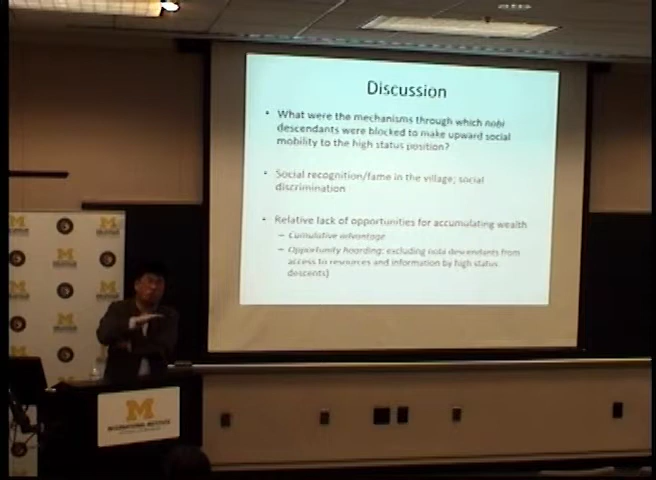 Discussion
• What were the mechanisms through which nobi
descendants were blocked to make upward social
mobility to the high status position?
• Social recognition/fame in the village; social
discrimination
• Relative lack of opportunities for accumulating wealth
– Cumulative advantage
– Opportunity hoarding: excluding nobi descendants from
access to resources and information by high status
descents)
M
INTERNATIONAL INSTITUTE